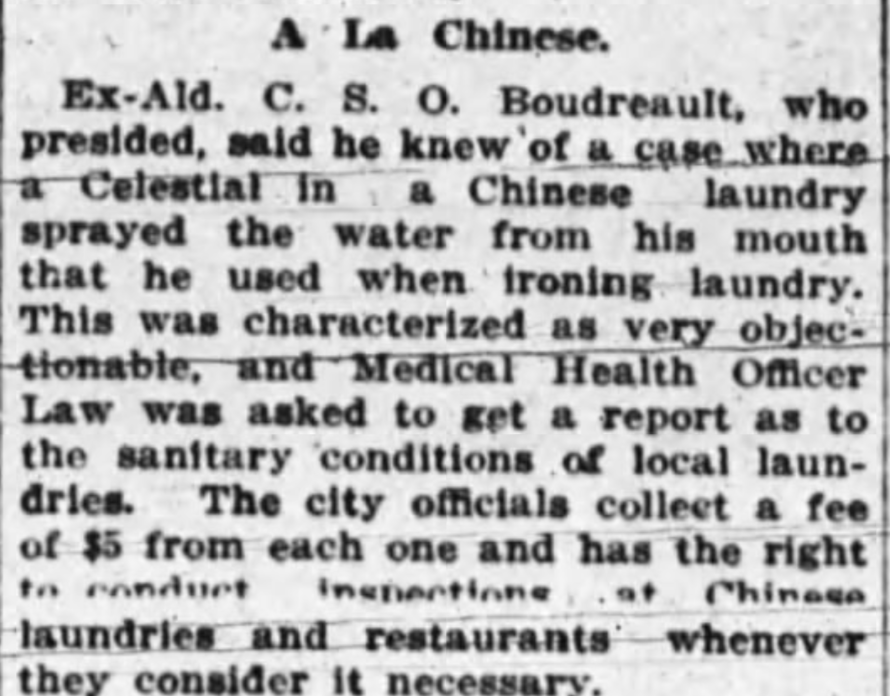 A La Chinese.
Ex-Ald. C. S. O. Boudreault, who
presided, said he knew of a case where
a Celestial in a Chinese laundry
sprayed the water from his mouth
that he used when ironing laundry.
This was characterized as very objec-
tionable, and Medical Health Officer
Law was asked to get a report as to
the sanitary conditions of local laun-
dries. The city officials collect a fee
of $5 from each one and has the right
to conduct inspections at Chinese
laundries and restaurants whenever
they consider it necessary.